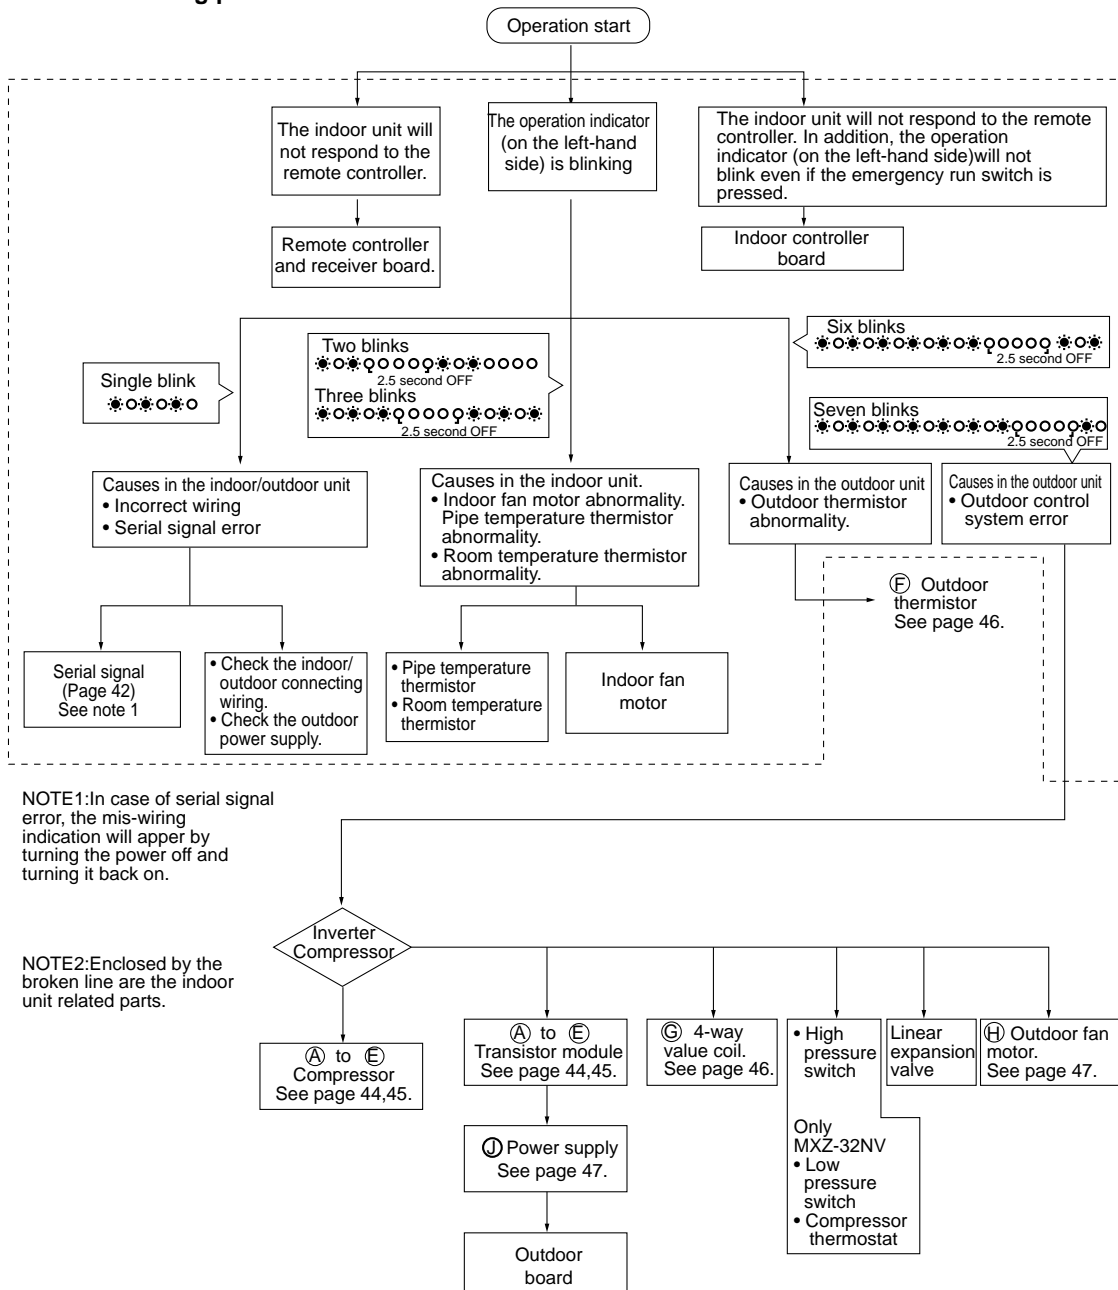 Operation start
The indoor unit will
not respond to the
remote controller.
The operation indicator
(on the left-hand
side) is blinking
The indoor unit will not respond to the remote
controller. In addition, the operation
indicator (on the left-hand side)will not
blink even if the emergency run switch is
pressed.
Remote controller
and receiver board.
Indoor controller
board
Single blink
Two blinks
2.5 second OFF
Three blinks
2.5 second OFF
Six blinks
2.5 second OFF
Seven blinks
2.5 second OFF
Causes in the indoor/outdoor unit
• Incorrect wiring
• Serial signal error
Causes in the indoor unit.
• Indoor fan motor abnormality.
Pipe temperature thermistor
abnormality.
• Room temperature thermistor
abnormality.
Causes in the outdoor unit
• Outdoor thermistor
abnormality.
Causes in the outdoor unit
• Outdoor control
system error
Ⓕ Outdoor
thermistor
See page 46.
Serial signal
(Page 42)
See note 1
• Check the indoor/
outdoor connecting
wiring.
• Check the outdoor
power supply.
• Pipe temperature
thermistor
• Room temperature
thermistor
Indoor fan
motor
NOTE1:In case of serial signal
error, the mis-wiring
indication will apper by
turning the power off and
turning it back on.
NOTE2:Enclosed by the
broken line are the indoor
unit related parts.
Inverter
Compressor
Ⓐ to Ⓔ
Compressor
See page 44,45.
Ⓐ to Ⓔ
Transistor module
See page 44,45.
Ⓖ 4-way
value coil.
See page 46.
• High
pressure
switch
Only
MXZ-32NV
• Low
pressure
switch
• Compressor
thermostat
Linear
expansion
valve
Ⓗ Outdoor fan
motor.
See page 47.
Ⓙ Power supply
See page 47.
Outdoor
board